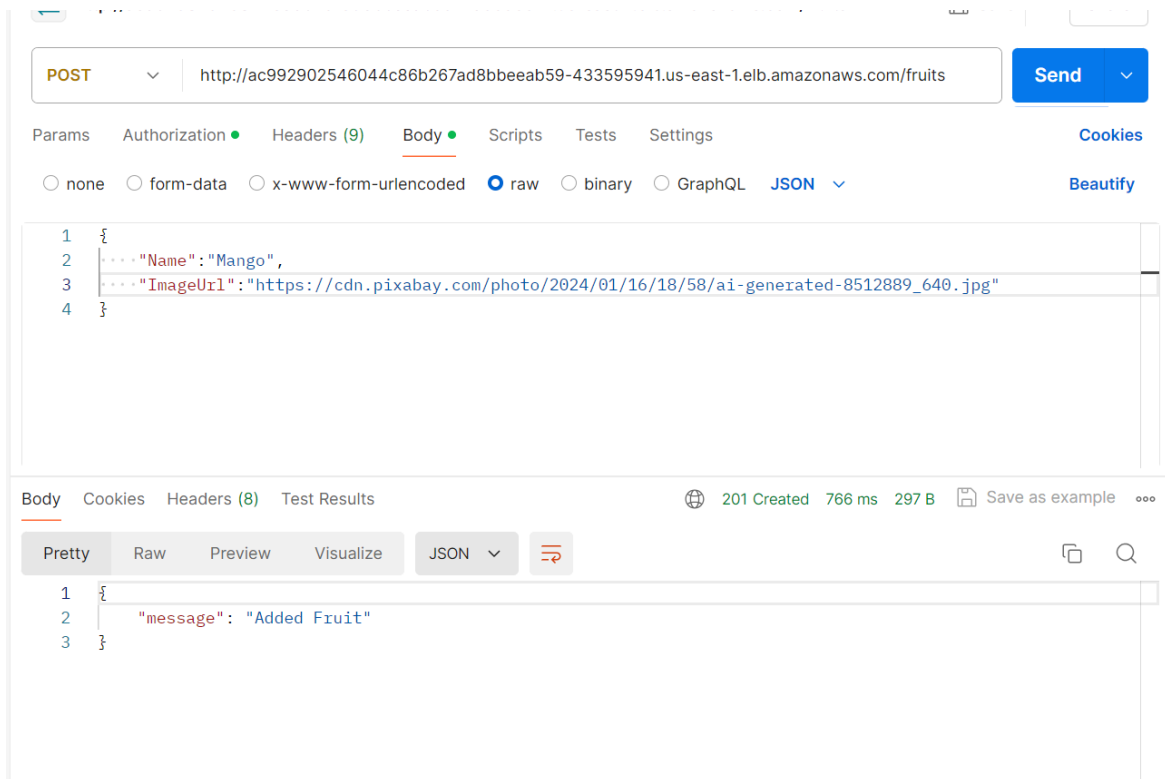 POST http://ac992902546044c86b267ad8bbeeab59-433595941.us-east-1.elb.amazonaws.com/fruits Send
Params Authorization Headers (9) Body Scripts Tests Settings Cookies
none form-data x-www-form-urlencoded raw binary GraphQL JSON Beautify
1 {
2 "Name":"Mango",
3 "ImageUrl":"https://cdn.pixabay.com/photo/2024/01/16/18/58/ai-generated-8512889_640.jpg"
4 }
Body Cookies Headers (8) Test Results 201 Created 766 ms 297 B Save as example
Pretty Raw Preview Visualize JSON
1 {
2 "message": "Added Fruit"
3 }